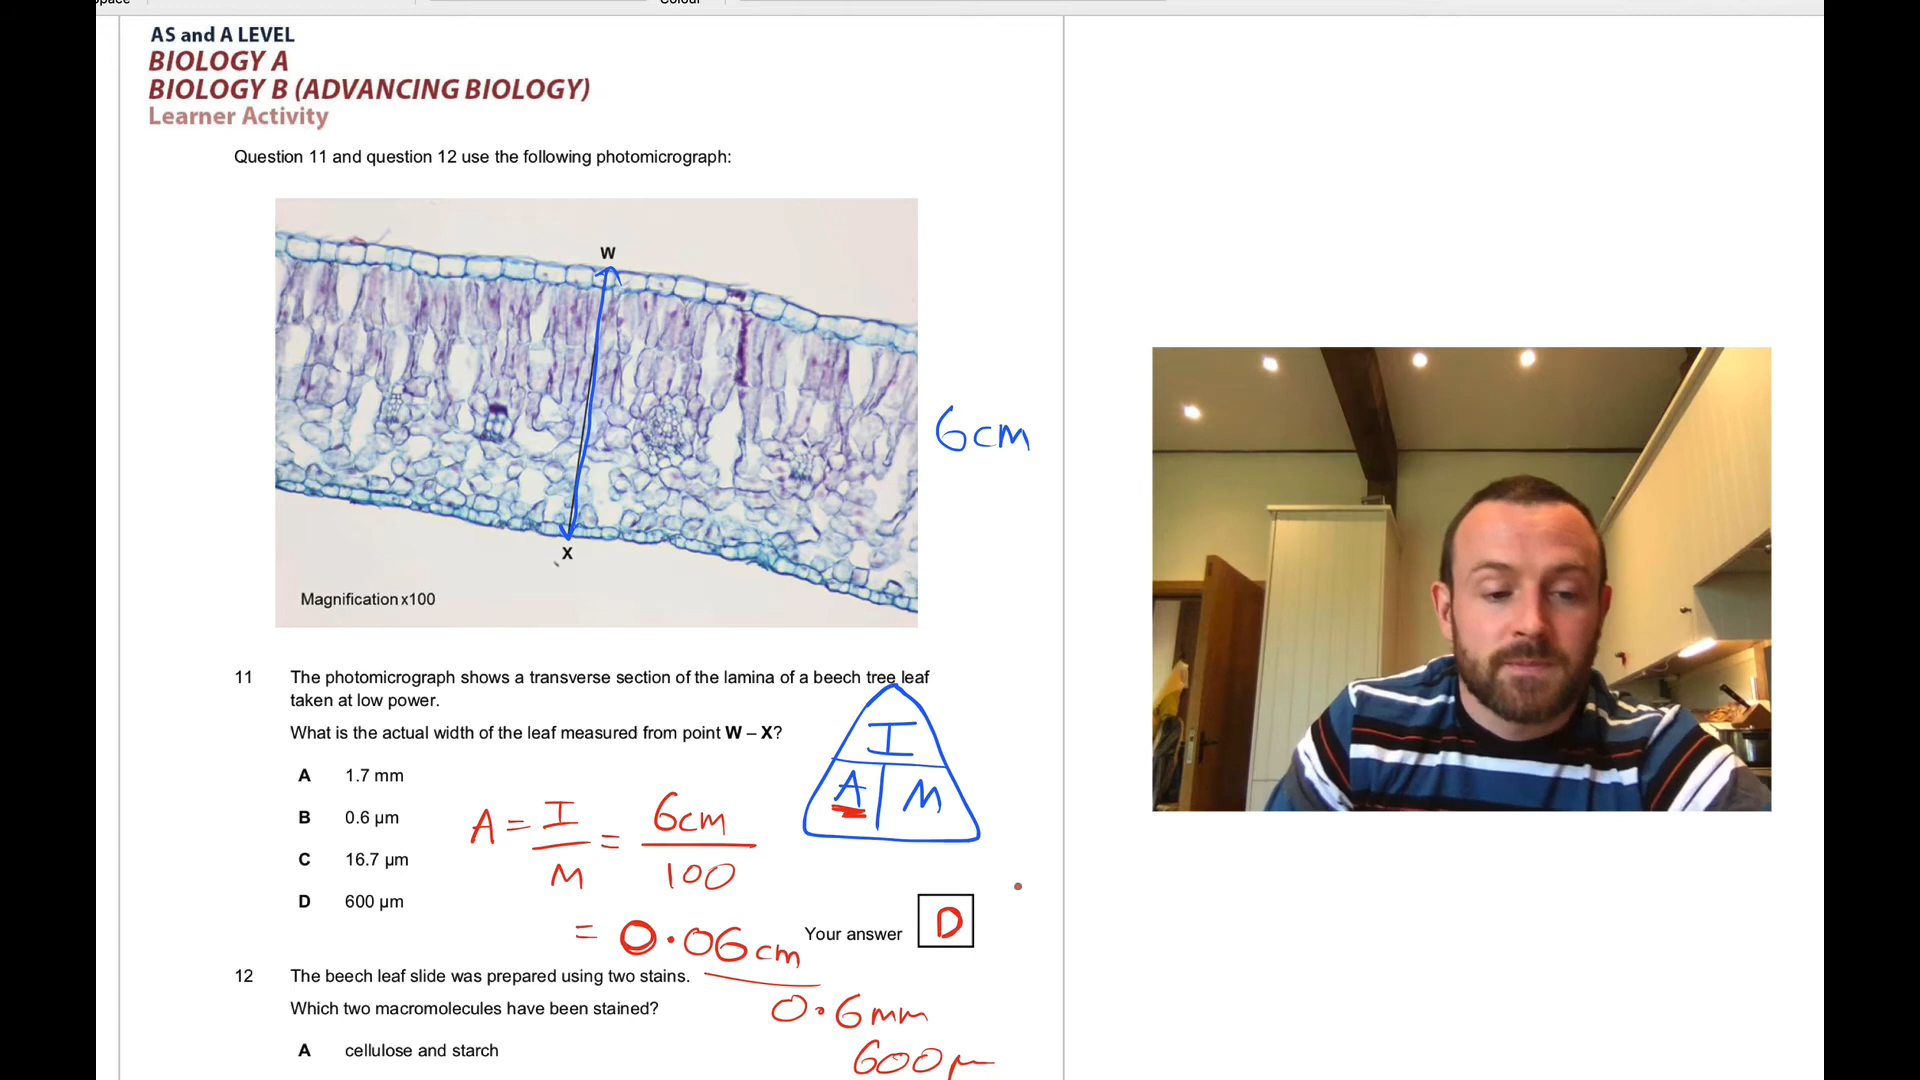 AS and A LEVEL
BIOLOGY A
BIOLOGY B (ADVANCING BIOLOGY)
Learner Activity
Question 11 and question 12 use the following photomicrograph:
W
6cm
X
Magnification x100
11 The photomicrograph shows a transverse section of the lamina of a beech tree leaf
taken at low power.
What is the actual width of the leaf measured from point W – X?
I
A M
A 1.7 mm
B 0.6 µm
C 16.7 µm
D 600 µm
A = I / M = 6cm / 100
= 0.06cm
Your answer D
12 The beech leaf slide was prepared using two stains.
Which two macromolecules have been stained?
0.6mm
A cellulose and starch
600µ